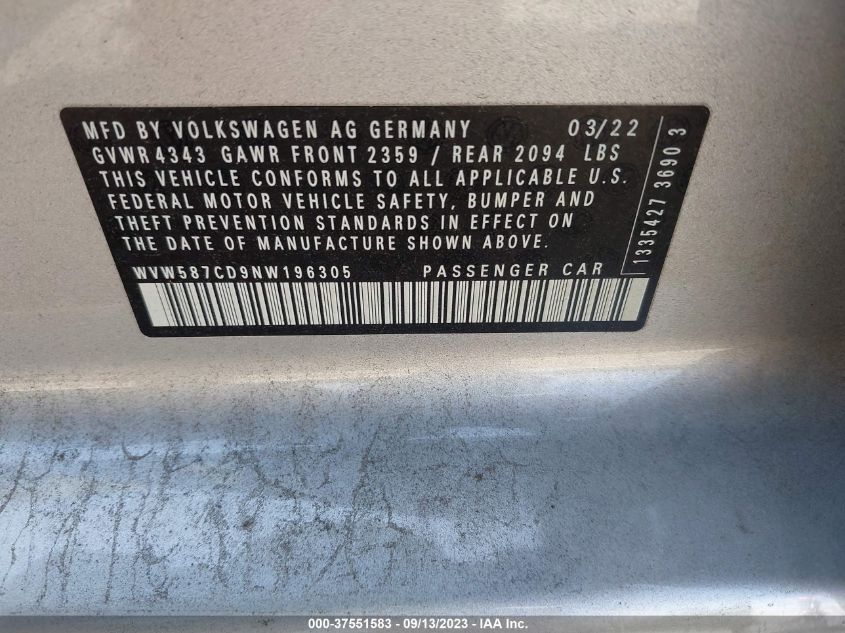 MFD BY VOLKSWAGEN AG GERMANY 03/22
GVWR 4343 GAWR FRONT 2359 / REAR 2094 LBS
THIS VEHICLE CONFORMS TO ALL APPLICABLE U.S.
FEDERAL MOTOR VEHICLE SAFETY, BUMPER AND
THEFT PREVENTION STANDARDS IN EFFECT ON
THE DATE OF MANUFACTURE SHOWN ABOVE.
WVW587CD9NW196305 PASSENGER CAR
1335427 3690 3
000-37551583 - 09/13/2023 - IAA Inc.